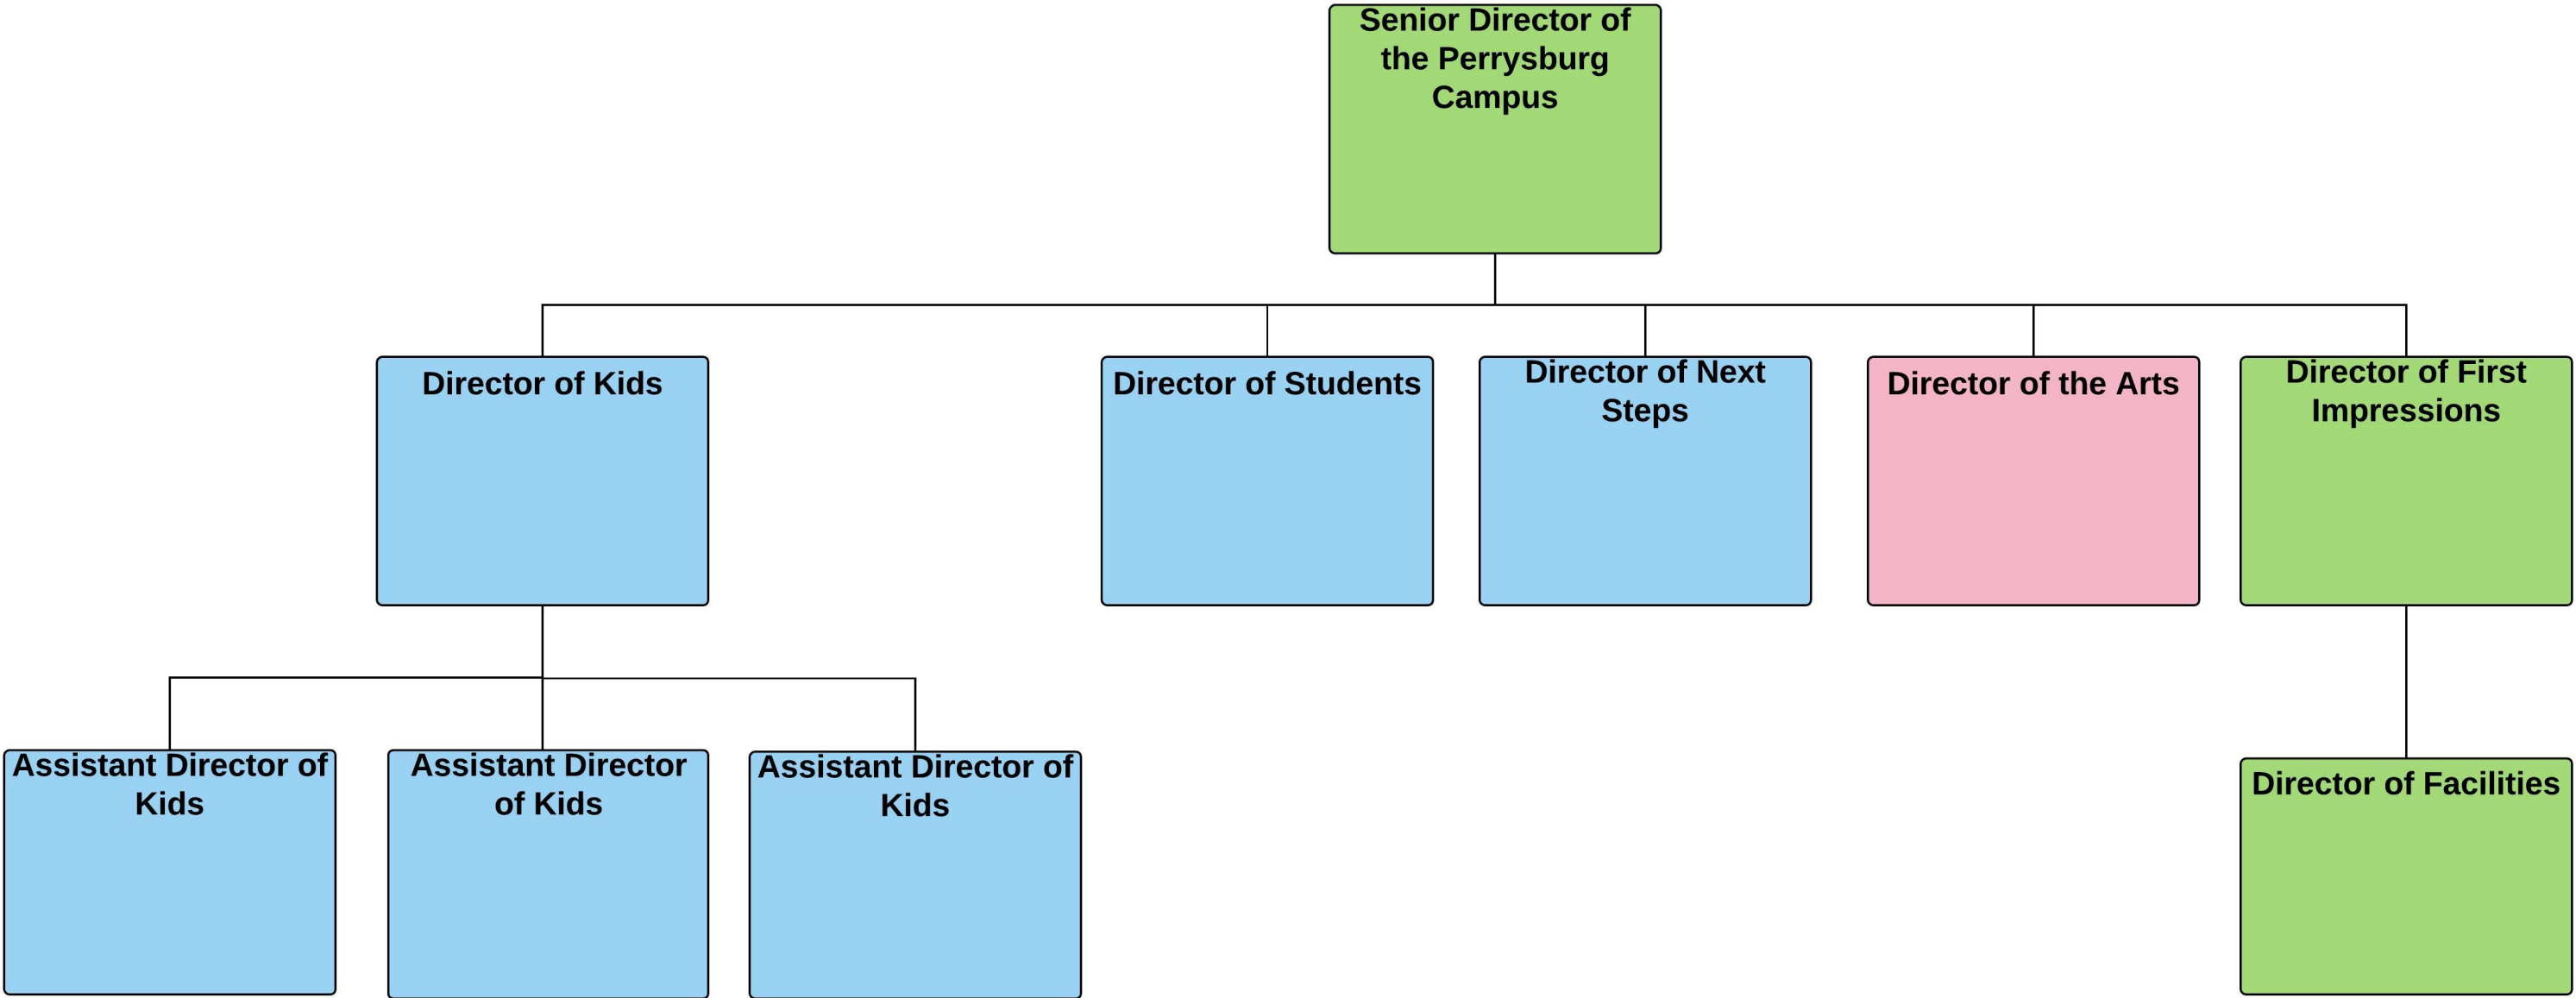 Senior Director of
the Perrysburg
Campus
Director of Kids
Director of Students
Director of Next
Steps
Director of the Arts
Director of First
Impressions
Assistant Director of
Kids
Assistant Director
of Kids
Assistant Director of
Kids
Director of Facilities